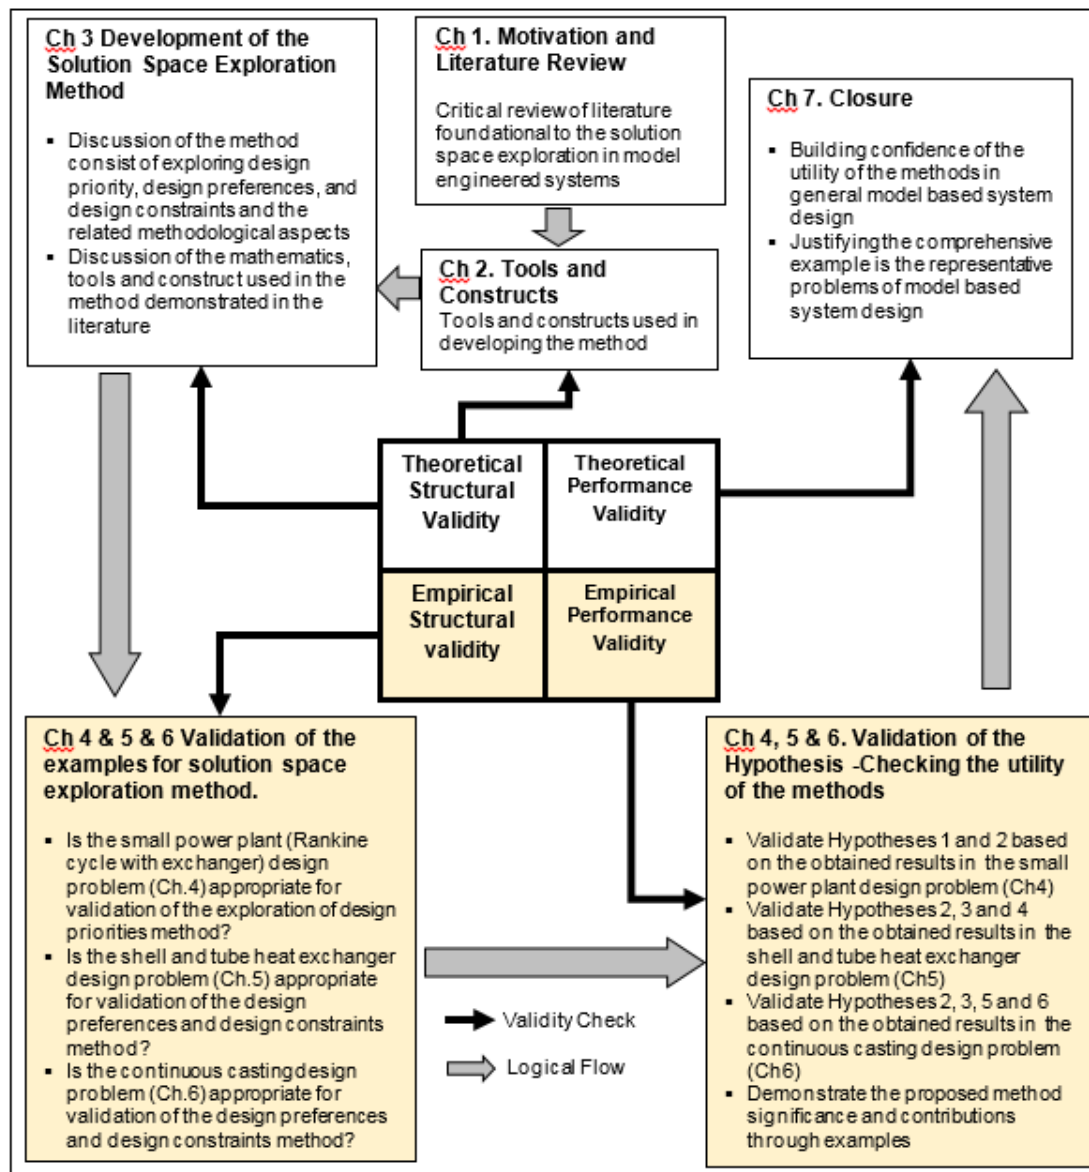 Ch 3 Development of the
Solution Space Exploration
Method
▪ Discussion of the method
consist of exploring design
priority, design preferences, and
design constraints and the
related methodological aspects
▪ Discussion of the mathematics,
tools and construct used in the
method demonstrated in the
literature
Ch 1. Motivation and
Literature Review
Critical review of literature
foundational to the solution
space exploration in model
engineered systems
Ch 2. Tools and
Constructs
Tools and constructs used in
developing the method
Ch 7. Closure
▪ Building confidence of the
utility of the methods in
general model based system
design
▪ Justifying the comprehensive
example is the representative
problems of model based
system design
Theoretical
Structural
Validity
Theoretical
Performance
Validity
Empirical
Structural
validity
Empirical
Performance
Validity
Ch 4 & 5 & 6 Validation of the
examples for solution space
exploration method.
▪ Is the small power plant (Rankine
cycle with exchanger) design
problem (Ch.4) appropriate for
validation of the exploration of design
priorities method?
▪ Is the shell and tube heat exchanger
design problem (Ch.5) appropriate
for validation of the design
preferences and design constraints
method?
▪ Is the continuous casting design
problem (Ch.6) appropriate for
validation of the design preferences
and design constraints method?
Validity Check
Logical Flow
Ch 4, 5 & 6. Validation of the
Hypothesis -Checking the utility
of the methods
▪ Validate Hypotheses 1 and 2 based
on the obtained results in the small
power plant design problem (Ch4)
▪ Validate Hypotheses 2, 3 and 4
based on the obtained results in the
shell and tube heat exchanger
design problem (Ch5)
▪ Validate Hypotheses 2, 3, 5 and 6
based on the obtained results in the
continuous casting design problem
(Ch6)
▪ Demonstrate the proposed method
significance and contributions
through examples